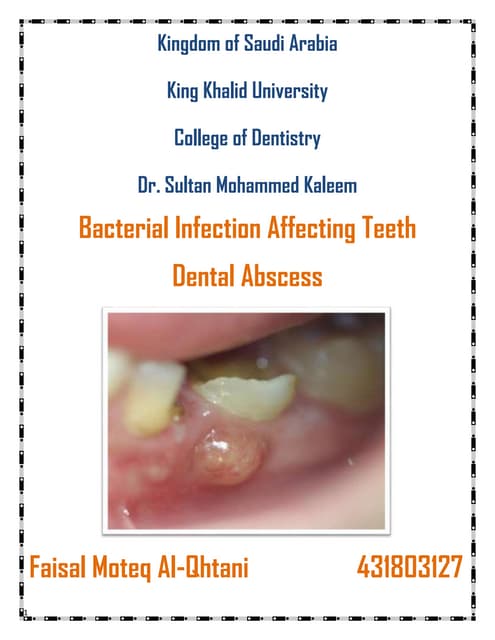 Kingdom of Saudi Arabia
King Khalid University
College of Dentistry
Dr. Sultan Mohammed Kaleem
Bacterial Infection Affecting Teeth
Dental Abscess
Faisal Moteq Al-Qhtani 431803127
1